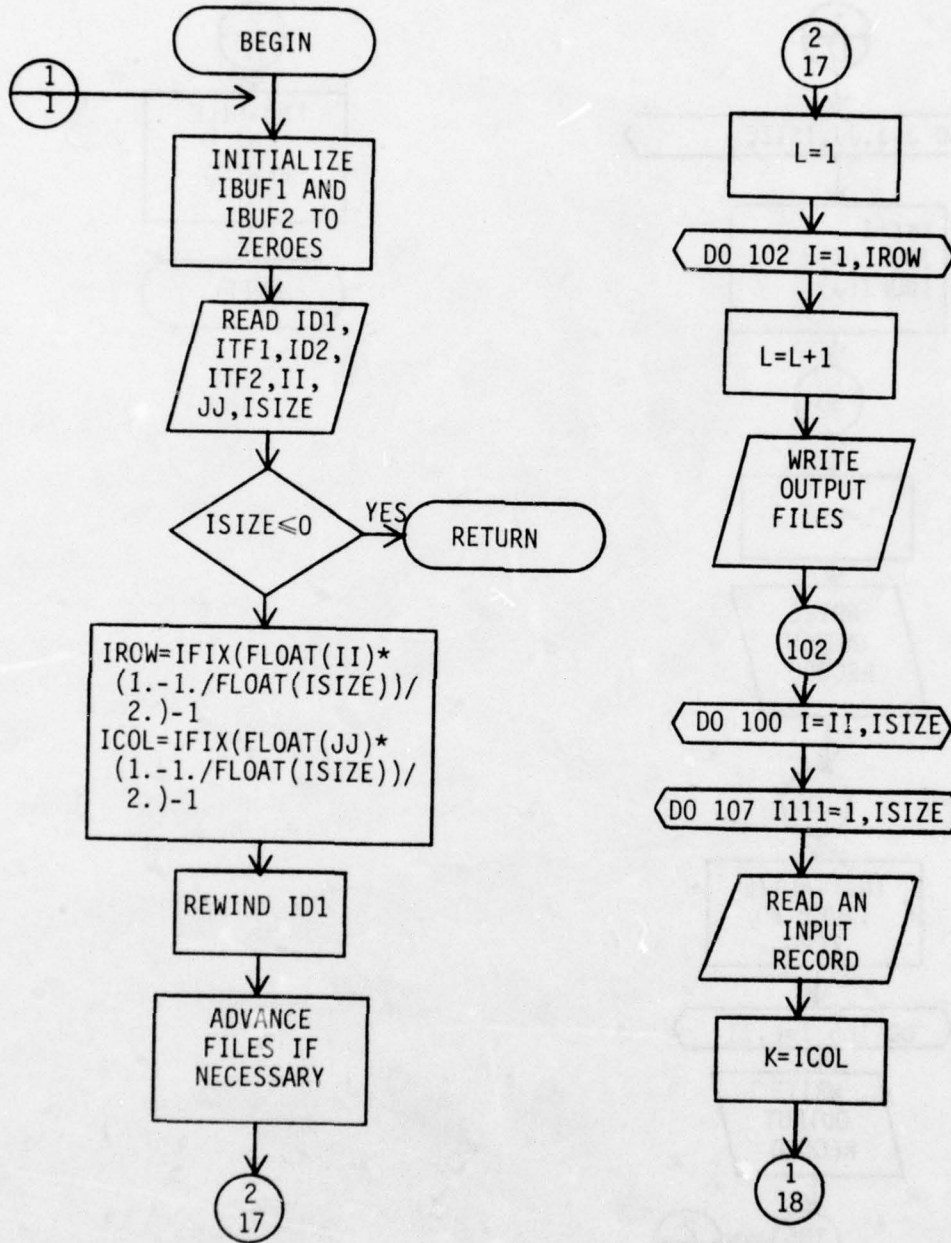 BEGIN
1
1
INITIALIZE
IBUF1 AND
IBUF2 TO
ZEROES
READ ID1,
ITF1,ID2,
ITF2,II,
JJ,ISIZE
ISIZE≤0
YES
RETURN
IROW=IFIX(FLOAT(II)*
(1.-1./FLOAT(ISIZE))/
2.)-1
ICOL=IFIX(FLOAT(JJ)*
(1.-1./FLOAT(ISIZE))/
2.)-1
REWIND ID1
ADVANCE
FILES IF
NECESSARY
2
17
2
17
L=1
DO 102 I=1,IROW
L=L+1
WRITE
OUTPUT
FILES
102
DO 100 I=II,ISIZE
DO 107 I111=1,ISIZE
READ AN
INPUT
RECORD
K=ICOL
1
18